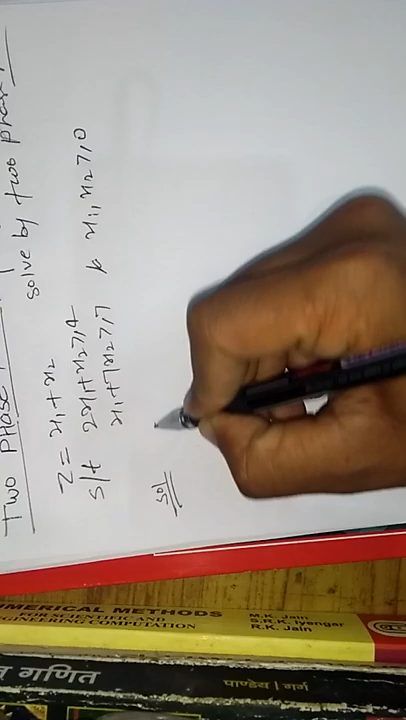 TWO PHASE
solve by two phase
Z = x1 + x2
s/t 2x1 + x2 ≥ 4
x1 + 7x2 ≥ 7 & x1, x2 ≥ 0
Sol
NUMERICAL METHODS
FOR SCIENTIFIC AND
ENGINEERING COMPUTATION
M.K. Jain
S.R.K. Iyengar
R.K. Jain
गणित
पाण्डेय | गर्ग